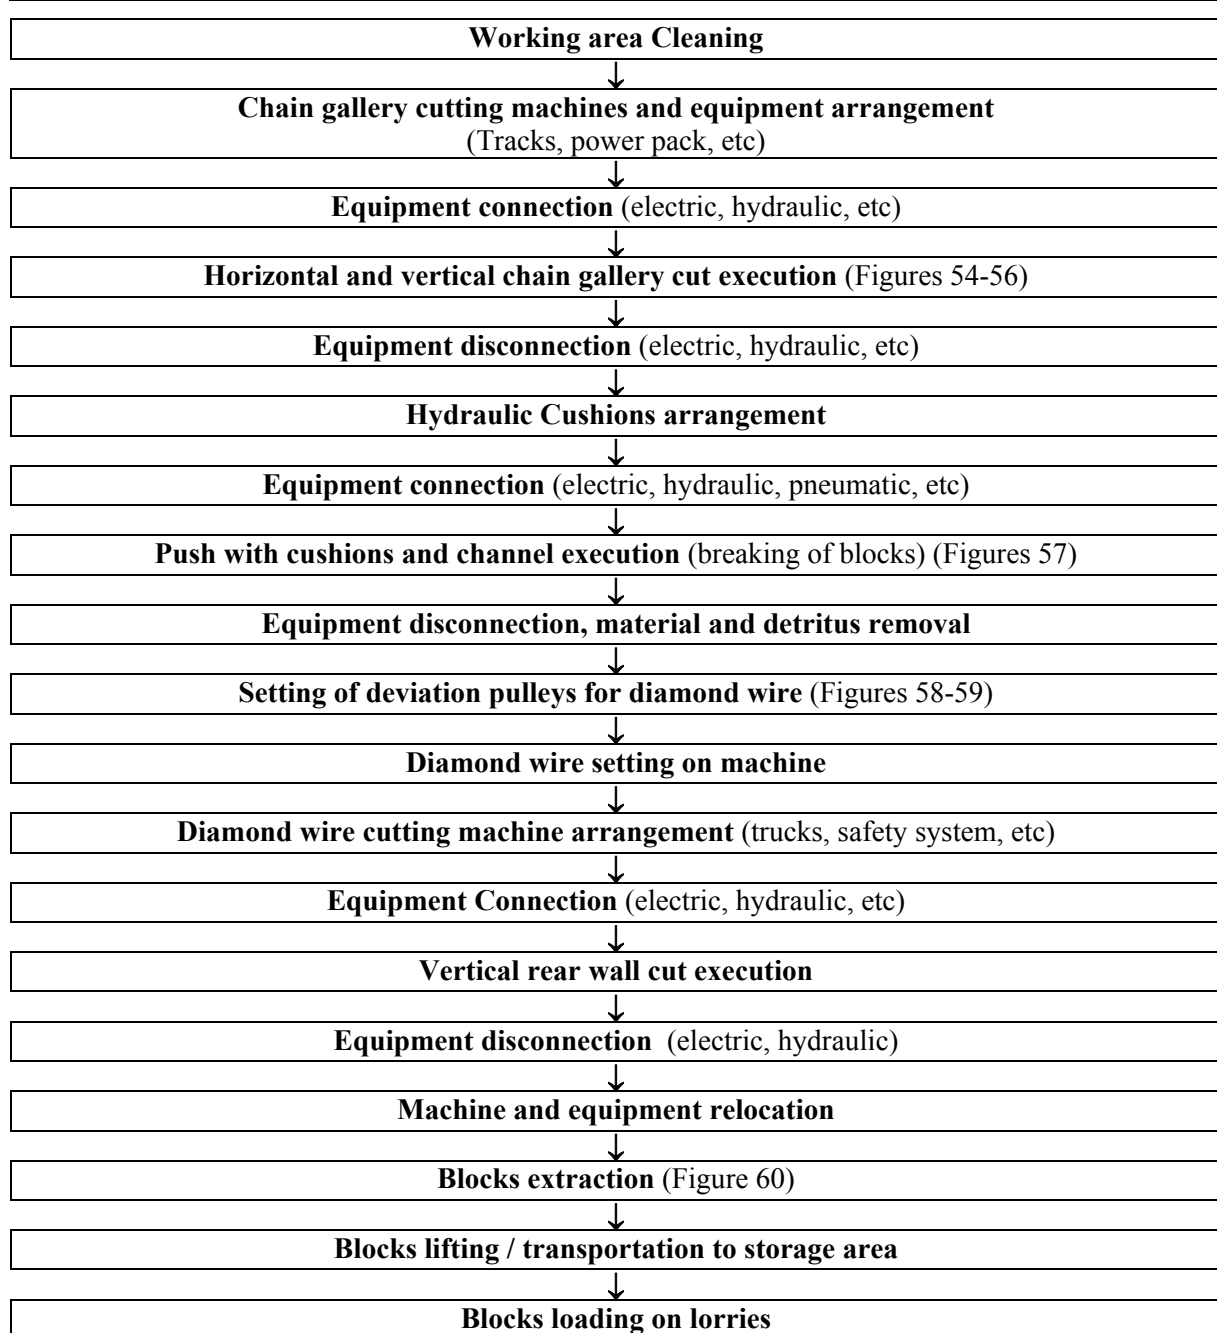 Working area Cleaning
Chain gallery cutting machines and equipment arrangement
(Tracks, power pack, etc)
Equipment connection (electric, hydraulic, etc)
Horizontal and vertical chain gallery cut execution (Figures 54-56)
Equipment disconnection (electric, hydraulic, etc)
Hydraulic Cushions arrangement
Equipment connection (electric, hydraulic, pneumatic, etc)
Push with cushions and channel execution (breaking of blocks) (Figures 57)
Equipment disconnection, material and detritus removal
Setting of deviation pulleys for diamond wire (Figures 58-59)
Diamond wire setting on machine
Diamond wire cutting machine arrangement (trucks, safety system, etc)
Equipment Connection (electric, hydraulic, etc)
Vertical rear wall cut execution
Equipment disconnection (electric, hydraulic)
Machine and equipment relocation
Blocks extraction (Figure 60)
Blocks lifting / transportation to storage area
Blocks loading on lorries